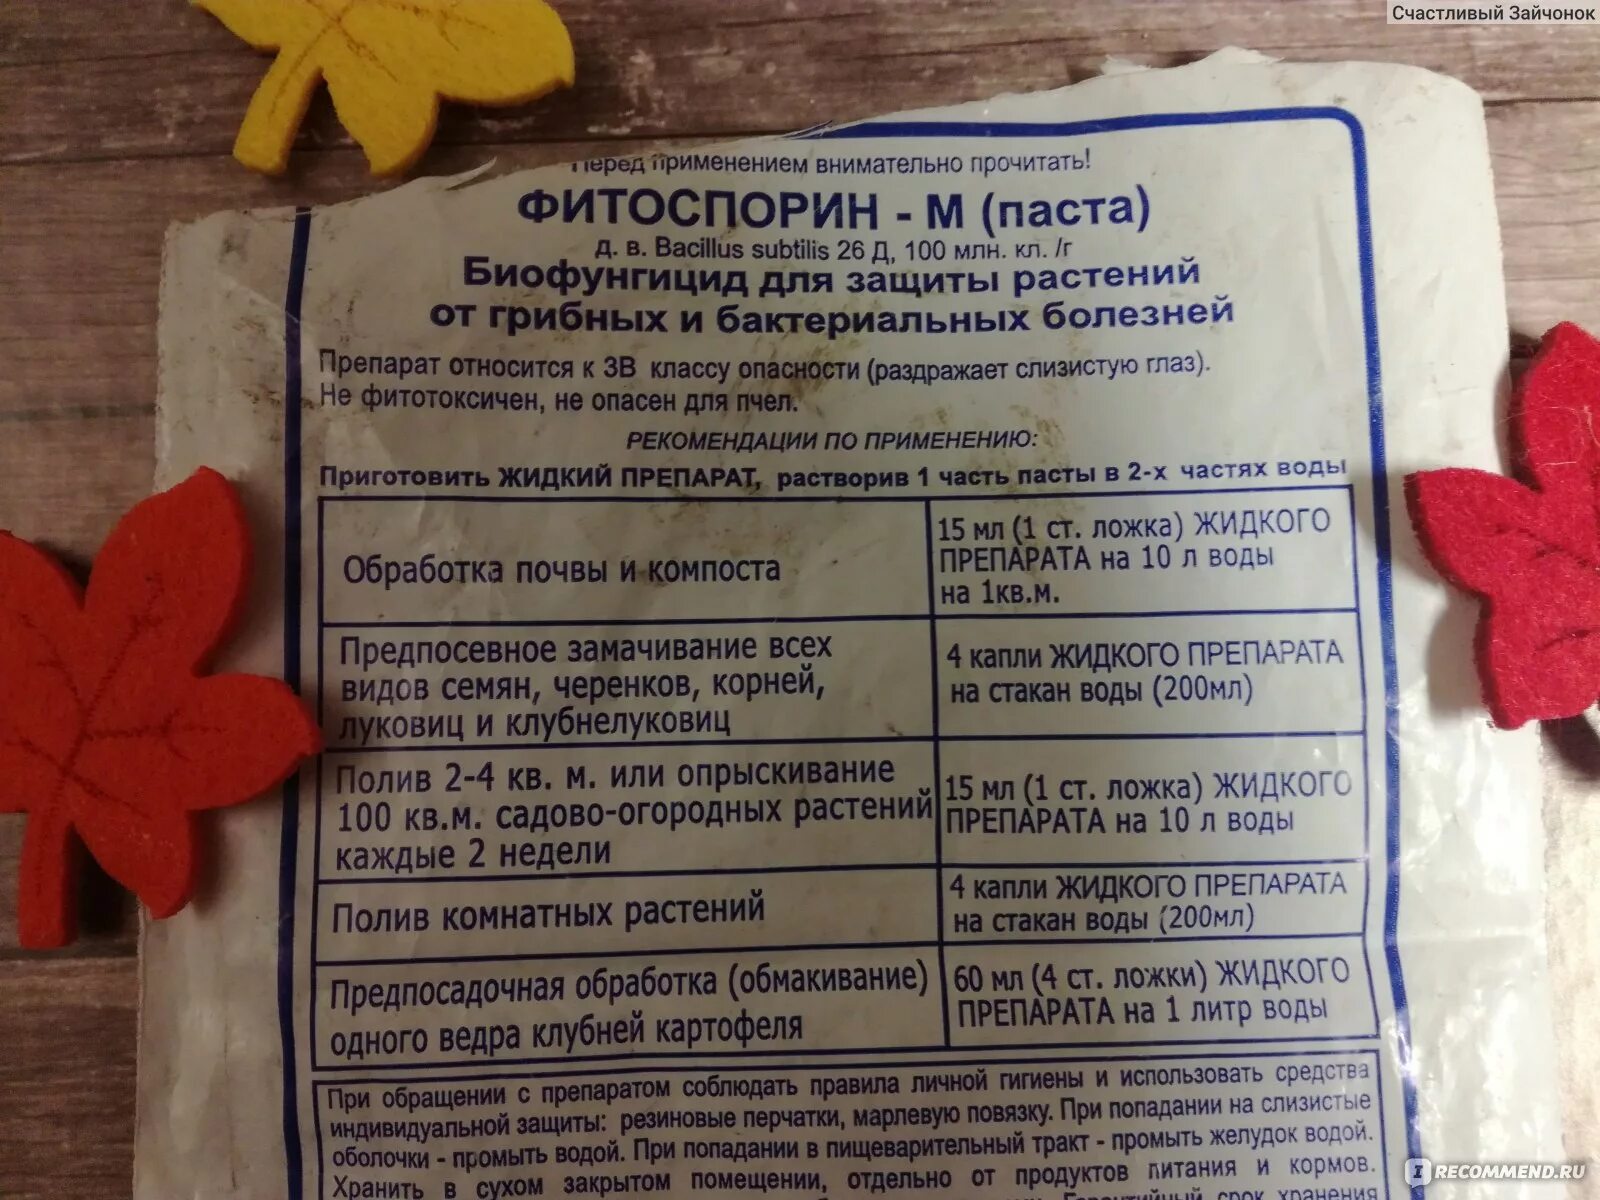 Счастливый Зайчонок
Перед применением внимательно прочитать!
ФИТОСПОРИН - М (паста)
д. в. Bacillus subtilis 26 Д, 100 млн. кл. /г
Биофунгицид для защиты растений
от грибных и бактериальных болезней
Препарат относится к 3В классу опасности (раздражает слизистую глаз).
Не фитотоксичен, не опасен для пчел.
РЕКОМЕНДАЦИИ ПО ПРИМЕНЕНИЮ:
Приготовить ЖИДКИЙ ПРЕПАРАТ, растворив 1 часть пасты в 2-х частях воды
Обработка почвы и компоста
15 мл (1 ст. ложка) ЖИДКОГО
ПРЕПАРАТА на 10 л воды
на 1кв.м.
Предпосевное замачивание всех
видов семян, черенков, корней,
луковиц и клубнелуковиц
4 капли ЖИДКОГО ПРЕПАРАТА
на стакан воды (200мл)
Полив 2-4 кв. м. или опрыскивание
100 кв.м. садово-огородных растений
каждые 2 недели
15 мл (1 ст. ложка) ЖИДКОГО
ПРЕПАРАТА на 10 л воды
Полив комнатных растений
4 капли ЖИДКОГО ПРЕПАРАТА
на стакан воды (200мл)
Предпосадочная обработка (обмакивание)
одного ведра клубней картофеля
60 мл (4 ст. ложки) ЖИДКОГО
ПРЕПАРАТА на 1 литр воды
При обращении с препаратом соблюдать правила личной гигиены и использовать средства
индивидуальной защиты: резиновые перчатки, марлевую повязку. При попадании на слизистые
оболочки - промыть водой. При попадании в пищеварительный тракт - промыть желудок водой.
Хранить в сухом закрытом помещении, отдельно от продуктов питания и кормов.
Гарантийный срок хранения
I RECOMMEND.RU